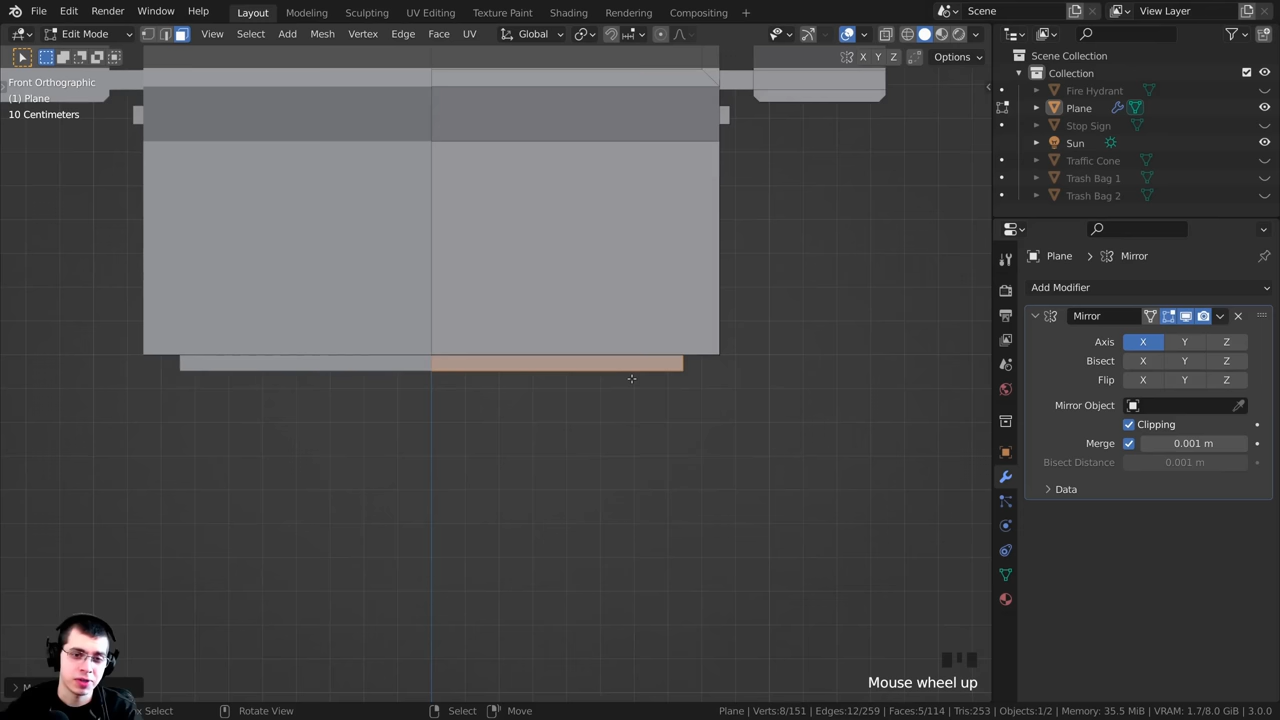 File Edit Render Window Help Layout Modeling Sculpting UV Editing Texture Paint Shading Rendering Compositing Scene View Layer
Edit Mode View Select Add Mesh Vertex Edge Face UV Global
X Y Z Options
Front Orthographic
(1) Plane
10 Centimeters
Scene Collection
Collection
Fire Hydrant
Plane
Stop Sign
Sun
Traffic Cone
Trash Bag 1
Trash Bag 2
Plane Mirror
Add Modifier
Mirror
Axis X Y Z
Bisect X Y Z
Flip X Y Z
Mirror Object
Clipping
Merge 0.001 m
Bisect Distance 0.001 m
Data
Mouse wheel up
Select Rotate View Select Move Plane | Verts:8/151 | Edges:12/259 | Faces:5/114 | Tris:253 | Objects:1/2 | Memory: 35.5 MiB | VRAM: 1.7/8.0 GiB | 3.0.0